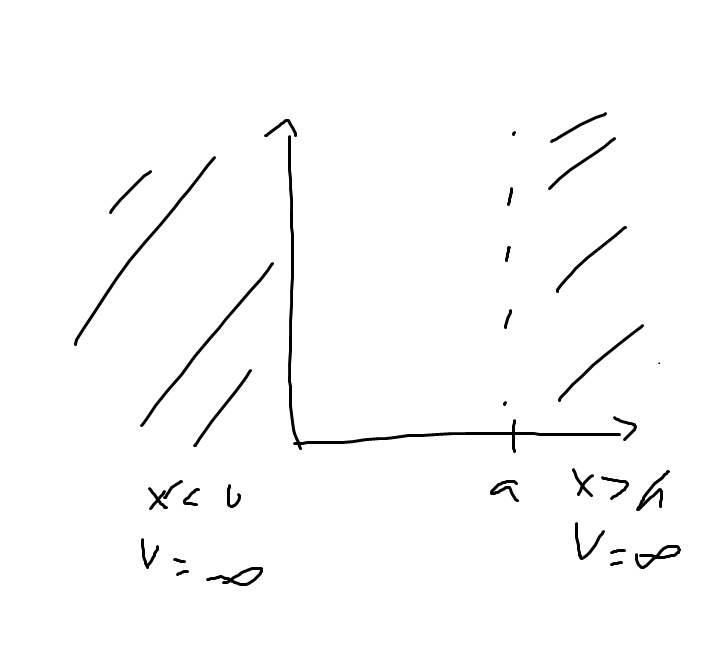 x < 0 a x > a
V = ∞ V = ∞